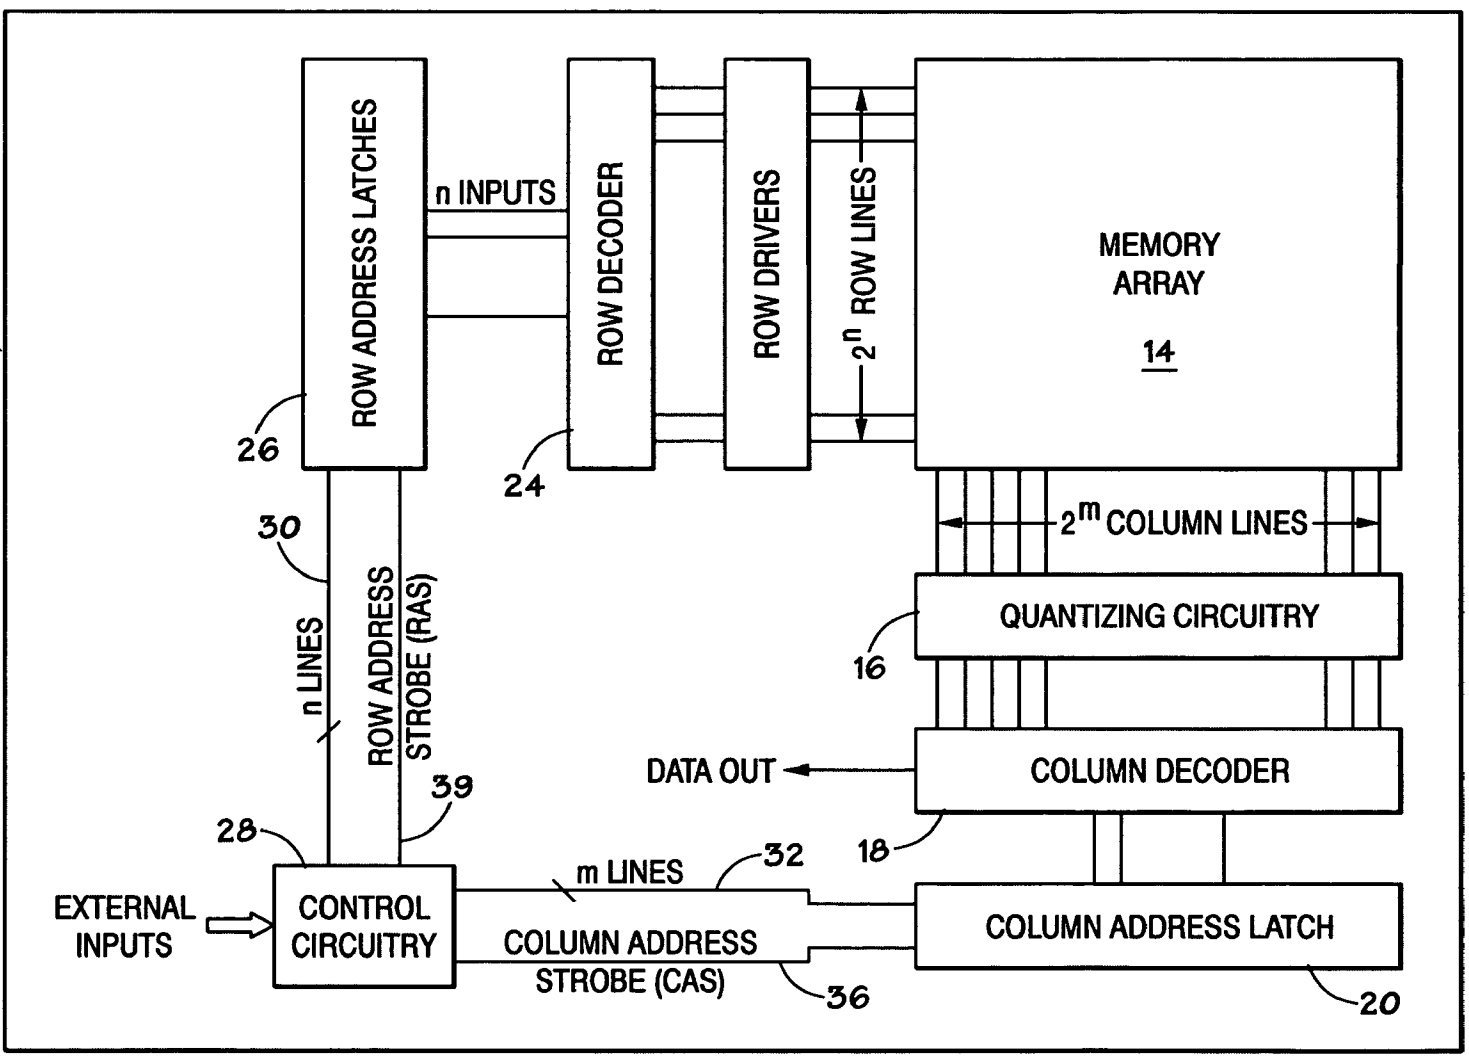 ROW ADDRESS LATCHES
26
n INPUTS
ROW DECODER
24
ROW DRIVERS
2^n ROW LINES
MEMORY
ARRAY
14
2^m COLUMN LINES
QUANTIZING CIRCUITRY
16
COLUMN DECODER
18
DATA OUT
30
n LINES
ROW ADDRESS
STROBE (RAS)
39
28
EXTERNAL
INPUTS
CONTROL
CIRCUITRY
m LINES
32
COLUMN ADDRESS
STROBE (CAS)
36
COLUMN ADDRESS LATCH
20